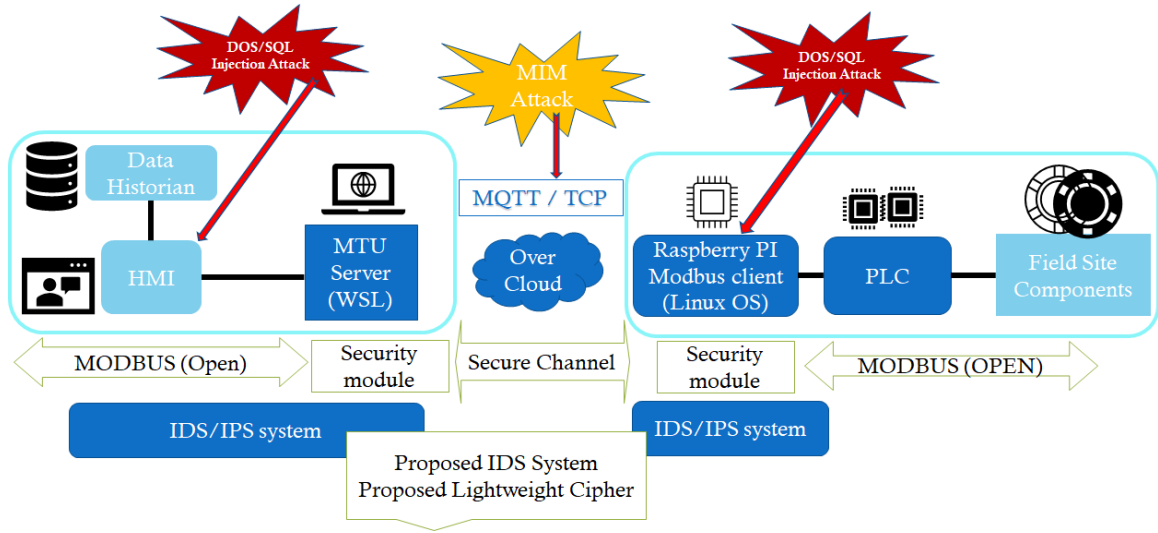 DOS/SQL
Injection Attack
MIM
Attack
DOS/SQL
Injection Attack
Data
Historian
HMI
MTU
Server
(WSL)
MQTT / TCP
Over
Cloud
Raspberry PI
Modbus client
(Linux OS)
PLC
Field Site
Components
MODBUS (Open)
Security
module
Secure Channel
Security
module
MODBUS (OPEN)
IDS/IPS system
IDS/IPS system
Proposed IDS System
Proposed Lightweight Cipher